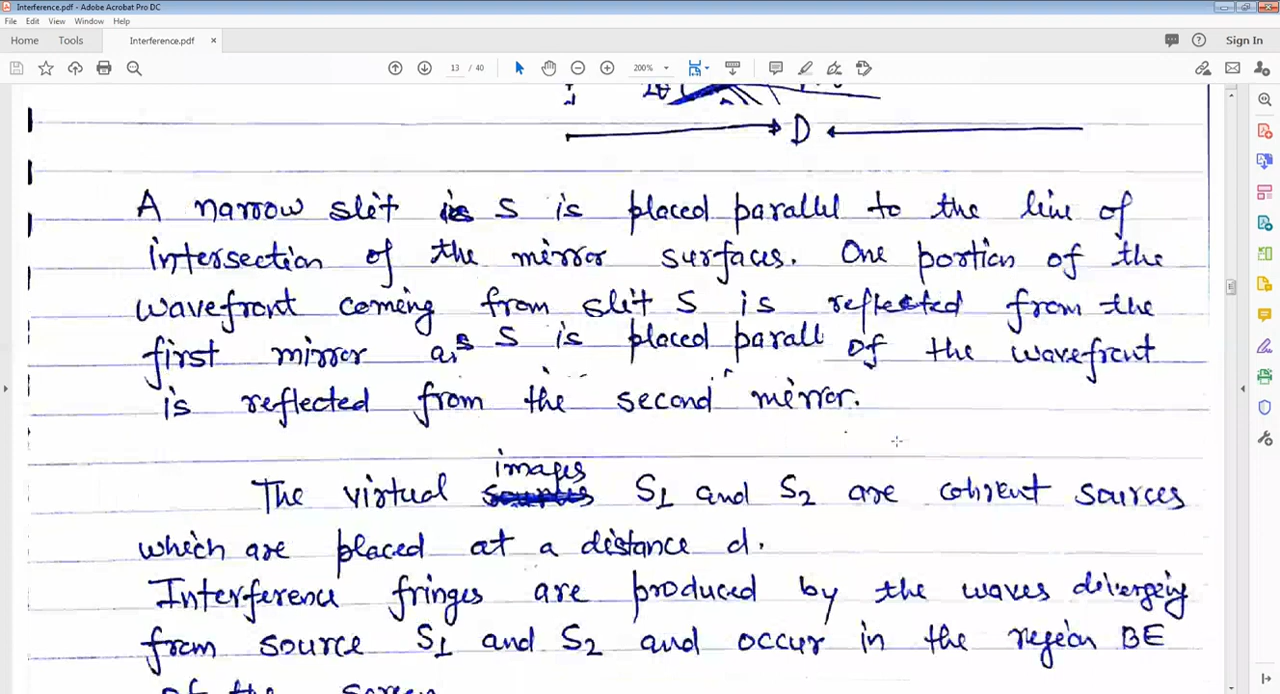 Interference.pdf - Adobe Acrobat Pro DC
File Edit View Window Help
Home Tools Interference.pdf × Sign In
13 / 40 200%
D
A narrow slit is S is placed parallel to the line of
intersection of the mirror surfaces. One portion of the
wavefront coming from slit S is reflected from the
first mirror as S is placed parall of the wavefront
is reflected from the second mirror.
images
The virtual sources S1 and S2 are coherent sources
which are placed at a distance d.
Interference fringes are produced by the waves diverging
from source S1 and S2 and occur in the region BE
of the screen